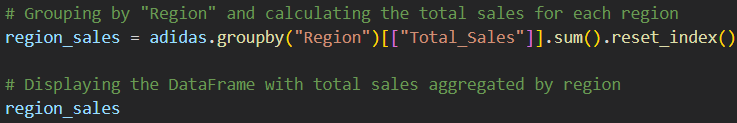 # Grouping by "Region" and calculating the total sales for each region
region_sales = adidas.groupby("Region")[["Total_Sales"]].sum().reset_index()
# Displaying the DataFrame with total sales aggregated by region
region_sales